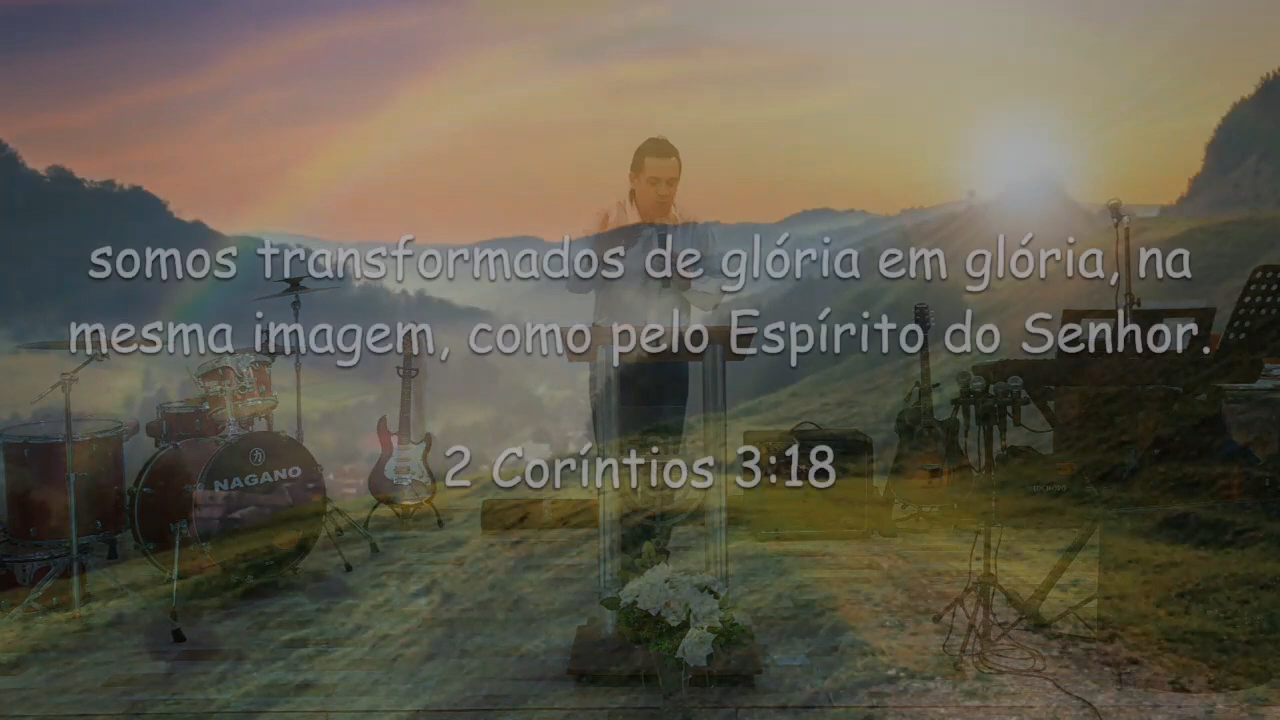 somos transformados de glória em glória, na
mesma imagem, como pelo Espírito do Senhor.
2 Coríntios 3:18
NAGANO